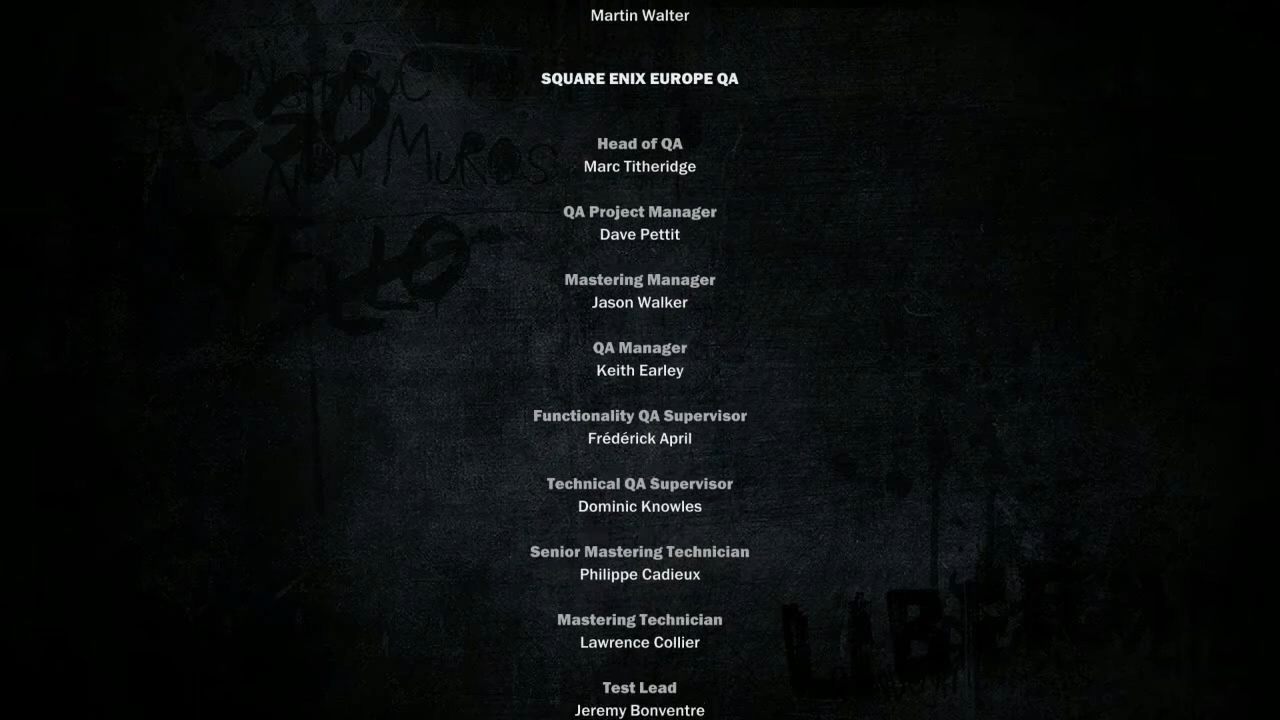 Martin Walter
SQUARE ENIX EUROPE QA
Head of QA
Marc Titheridge
QA Project Manager
Dave Pettit
Mastering Manager
Jason Walker
QA Manager
Keith Earley
Functionality QA Supervisor
Frédérick April
Technical QA Supervisor
Dominic Knowles
Senior Mastering Technician
Philippe Cadieux
Mastering Technician
Lawrence Collier
Test Lead
Jeremy Bonventre
MUROS